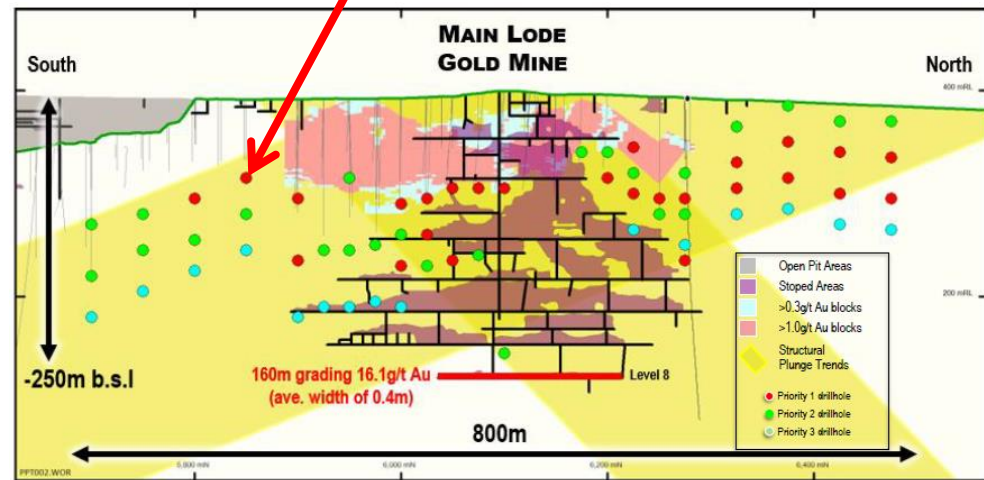 MAIN LODE
GOLD MINE
South
North
400 mRL
Open Pit Areas
Stoped Areas
>0.3g/t Au blocks
>1.0g/t Au blocks
Structural
Plunge Trends
Priority 1 drillhole
Priority 2 drillhole
Priority 3 drillhole
200 mRL
-250m b.s.l
160m grading 16.1g/t Au
(ave. width of 0.4m)
Level 8
800m
PPT002.WOR
5,800 mN
6,000 mN
6,200 mN
6,400 mN